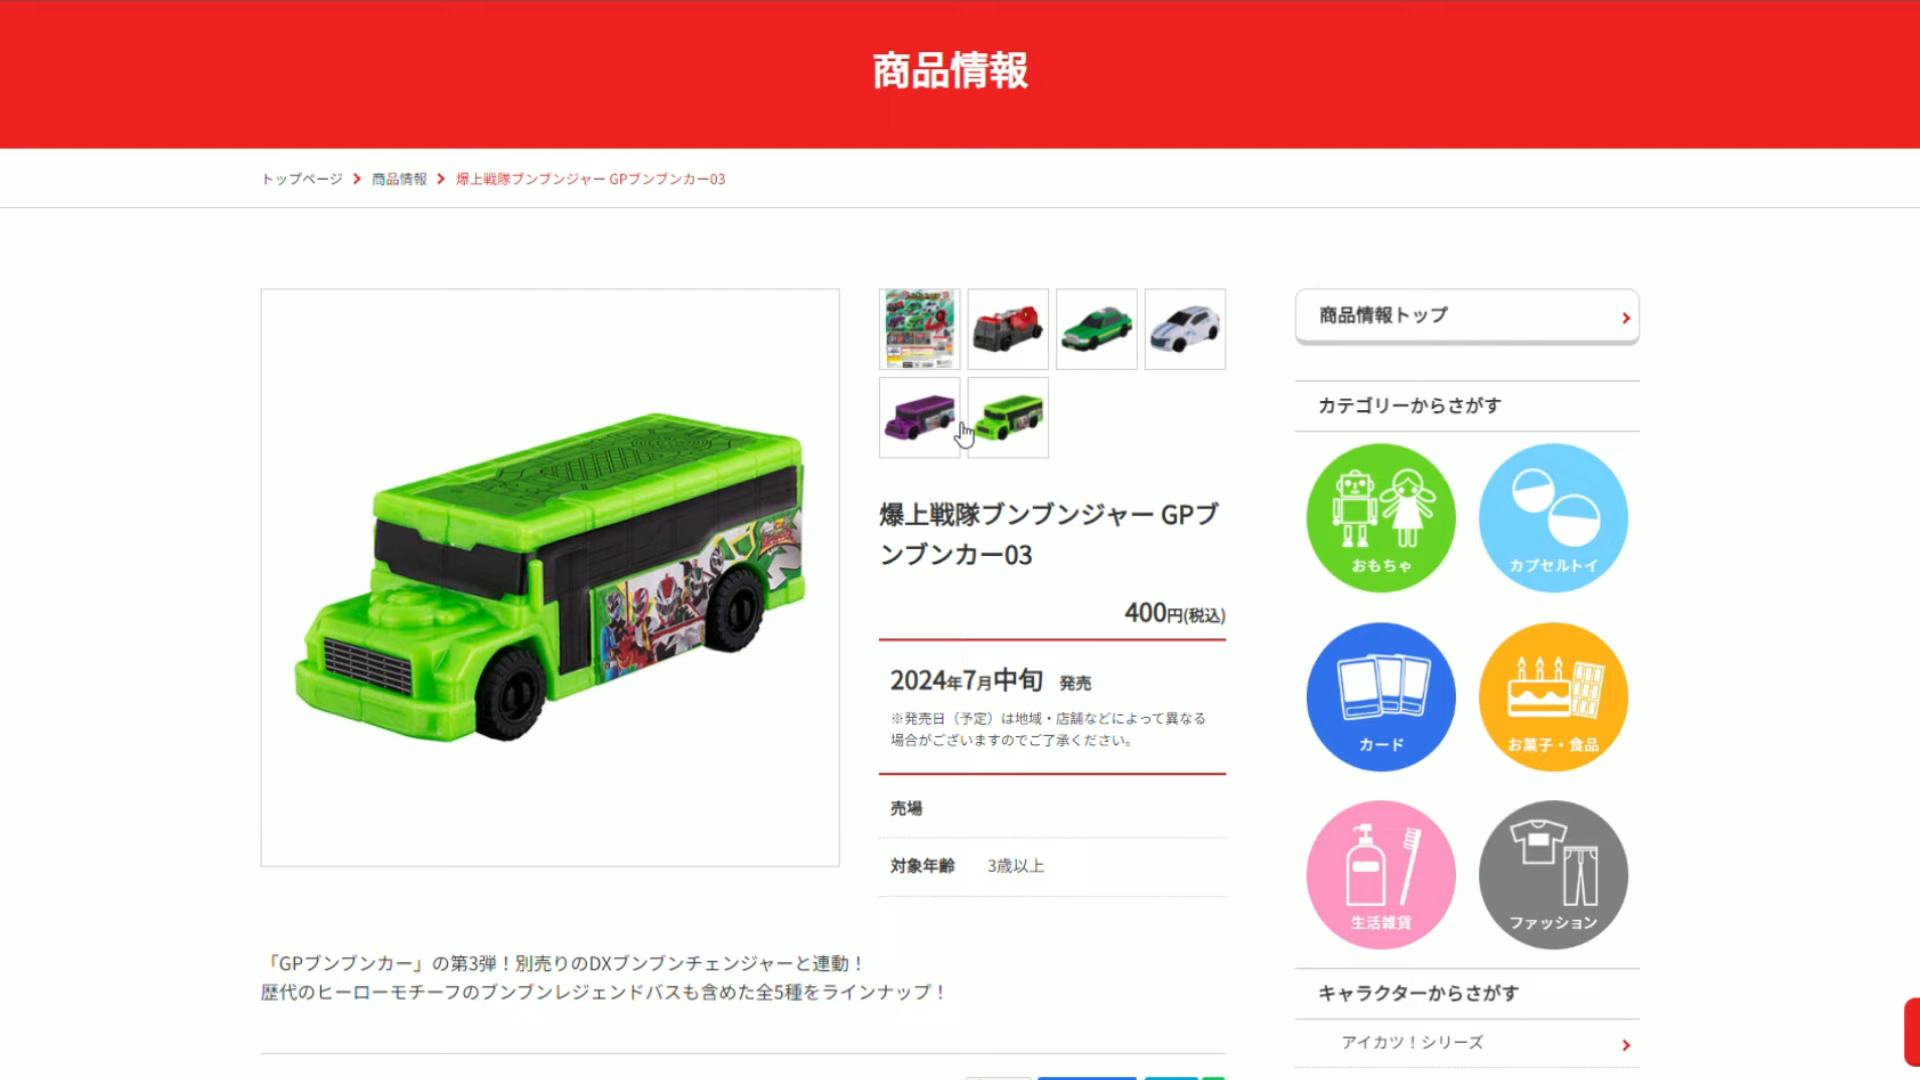 商品情報
トップページ 商品情報 爆上戦隊ブンブンジャー GPブンブンカー03
爆上戦隊ブンブンジャー GPブ
ンブンカー03
400円(税込)
2024年7月中旬 発売
※発売日（予定）は地域・店舗などによって異なる
場合がございますのでご了承ください。
売場
対象年齢 3歳以上
「GPブンブンカー」の第3弾！別売りのDXブンブンチェンジャーと連動！
歴代のヒーローモチーフのブンブンレジェンドバスも含めた全5種をラインナップ！
商品情報トップ
カテゴリーからさがす
おもちゃ
カプセルトイ
カード
お菓子・食品
生活雑貨
ファッション
キャラクターからさがす
アイカツ！シリーズ